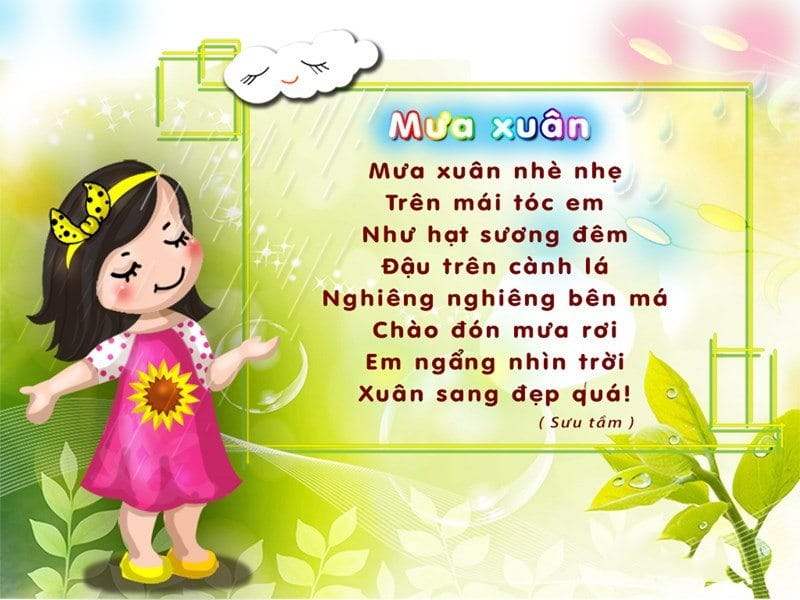 Mưa xuân
Mưa xuân nhè nhẹ
Trên mái tóc em
Như hạt sương đêm
Đậu trên cành lá
Nghiêng nghiêng bên má
Chào đón mưa rơi
Em ngẩng nhìn trời
Xuân sang đẹp quá!
( Sưu tầm )